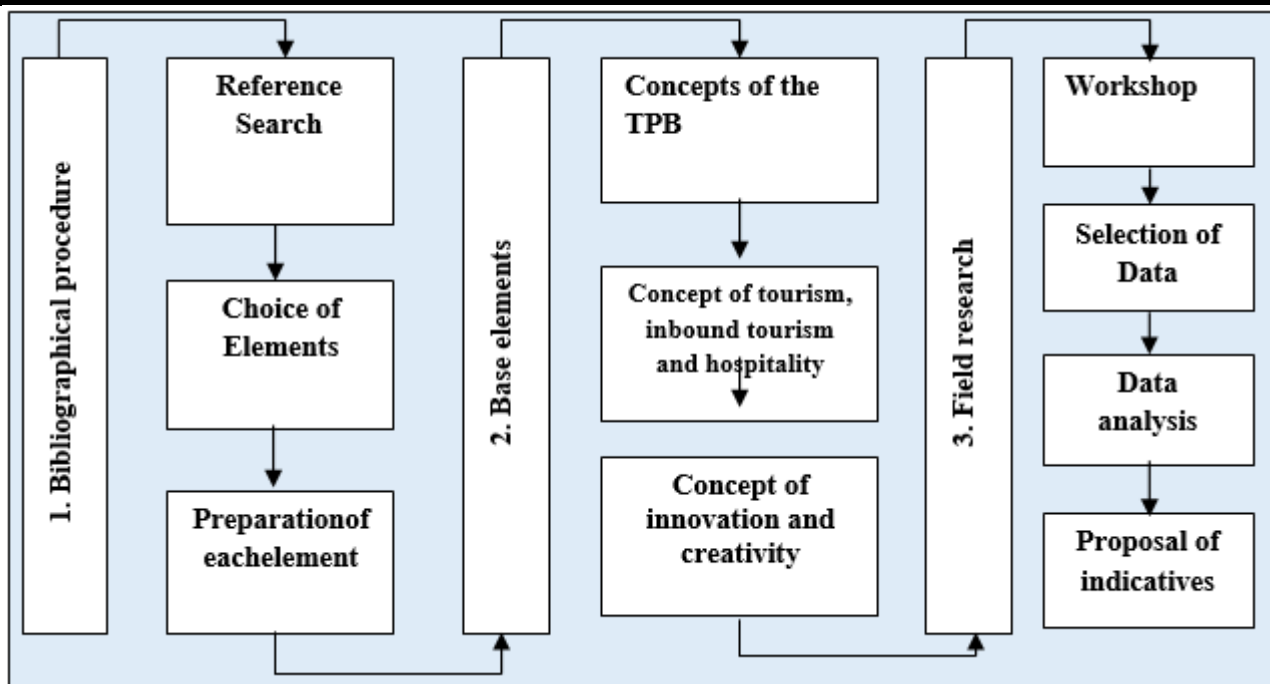 1. Bibliographical procedure
Reference
Search
Choice of
Elements
Preparationof
eachelement
2. Base elements
Concepts of the
TPB
Concept of tourism,
inbound tourism
and hospitality
Concept of
innovation and
creativity
3. Field research
Workshop
Selection of
Data
Data
analysis
Proposal of
indicatives